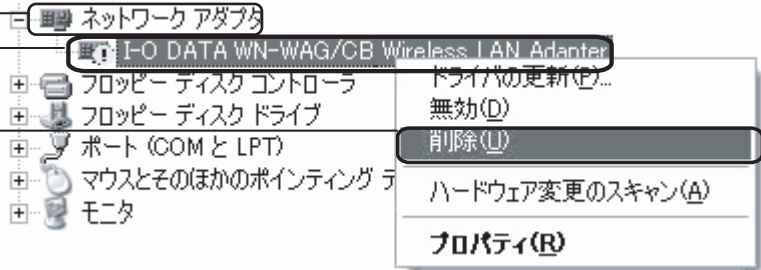 ネットワーク アダプタ
I-O DATA WN-WAG/CB Wireless LAN Adapter
フロッピー ディスク コントローラ
フロッピー ディスク ドライブ
ポート (COM と LPT)
マウスとそのほかのポインティング デ
モニタ
ドライバの更新(P)...
無効(D)
削除(U)
ハードウェア変更のスキャン(A)
プロパティ(R)